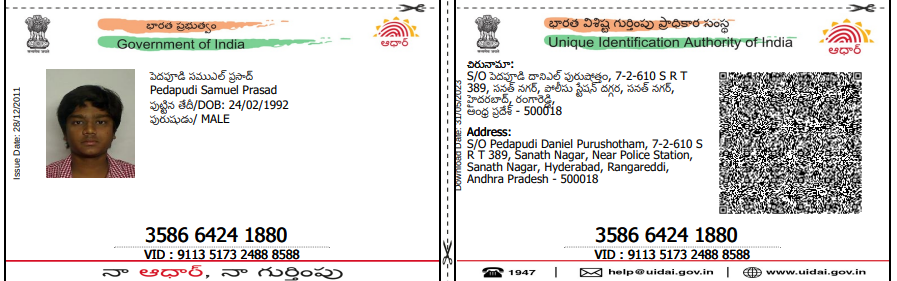 భారత ప్రభుత్వం
Government of India
ఆధార్
Issue Date: 28/12/2011
పెదపూడి సముఎల్ ప్రసాద్
Pedapudi Samuel Prasad
పుట్టిన తేదీ/DOB: 24/02/1992
పురుషుడు/ MALE
3586 6424 1880
VID : 9113 5173 2488 8588
నా ఆధార్, నా గుర్తింపు
భారత విశిష్ట గుర్తింపు ప్రాధికార సంస్థ
Unique Identification Authority of India
ఆధార్
Download Date: 31/05/2023
చిరునామా:
S/O పెదపూడి దానిఎల్ పురుషోత్తం, 7-2-610 S R T
389, సనత్ నగర్, పోలీసు స్టేషన్ దగ్గర, సనత్ నగర్,
హైదరబాద్, రంగారెడ్డి,
ఆంధ్ర ప్రదేశ్ - 500018
Address:
S/O Pedapudi Daniel Purushotham, 7-2-610 S
R T 389, Sanath Nagar, Near Police Station,
Sanath Nagar, Hyderabad, Rangareddi,
Andhra Pradesh - 500018
3586 6424 1880
VID : 9113 5173 2488 8588
1947 | help@uidai.gov.in | www.uidai.gov.in